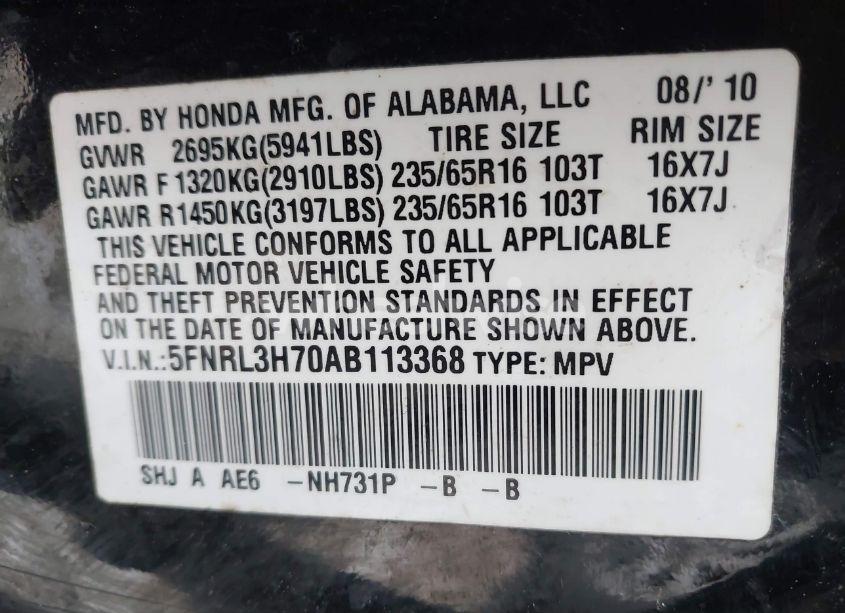 MFD. BY HONDA MFG. OF ALABAMA, LLC 08/' 10
GVWR 2695KG(5941LBS) TIRE SIZE RIM SIZE
GAWR F 1320KG(2910LBS) 235/65R16 103T 16X7J
GAWR R1450KG(3197LBS) 235/65R16 103T 16X7J
THIS VEHICLE CONFORMS TO ALL APPLICABLE
FEDERAL MOTOR VEHICLE SAFETY
AND THEFT PREVENTION STANDARDS IN EFFECT
ON THE DATE OF MANUFACTURE SHOWN ABOVE.
V.I.N.:5FNRL3H70AB113368 TYPE: MPV
SHJ A AE6 -NH731P -B -B